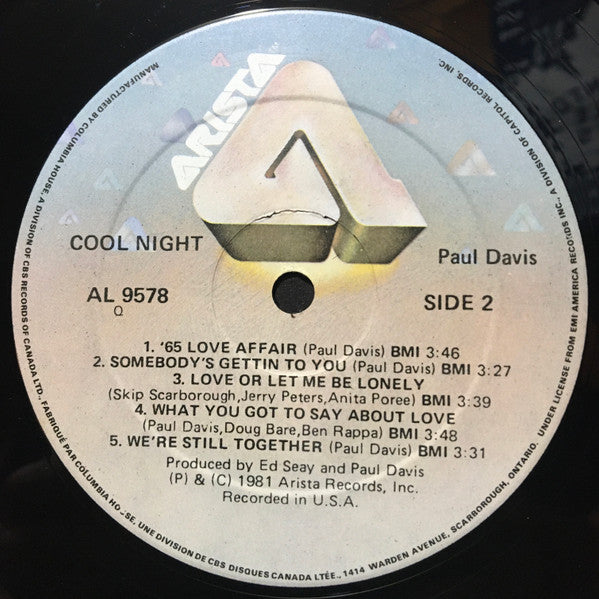 ARISTA
COOL NIGHT
Paul Davis
AL 9578
Q
SIDE 2
1. '65 LOVE AFFAIR (Paul Davis) BMI 3:46
2. SOMEBODY'S GETTIN TO YOU (Paul Davis) BMI 3:27
3. LOVE OR LET ME BE LONELY
(Skip Scarborough,Jerry Peters,Anita Poree) BMI 3:39
4. WHAT YOU GOT TO SAY ABOUT LOVE
(Paul Davis,Doug Bare,Ben Rappa) BMI 3:48
5. WE'RE STILL TOGETHER (Paul Davis) BMI 3:31
Produced by Ed Seay and Paul Davis
(P) & (C) 1981 Arista Records, Inc.
Recorded in U.S.A.
MANUFACTURED BY COLUMBIA HOUSE, A DIVISION OF CBS RECORDS OF CANADA LTD., FABRIQUÉ PAR COLUMBIA HOUSE, UNE DIVISION DE CBS DISQUES CANADA LTÉE., 1414 WARDEN AVENUE, SCARBOROUGH, ONTARIO. UNDER LICENSE FROM EMI AMERICA RECORDS INC., A DIVISION OF CAPITOL RECORDS, INC.